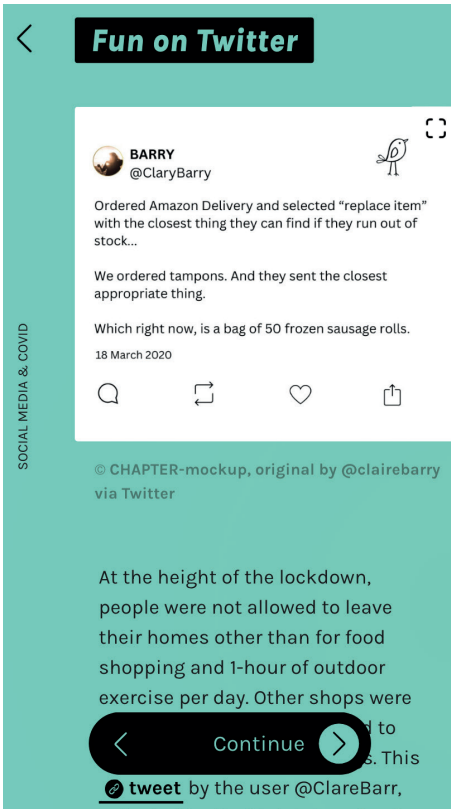 Fun on Twitter
BARRY
@ClaryBarry
Ordered Amazon Delivery and selected “replace item”
with the closest thing they can find if they run out of
stock...
We ordered tampons. And they sent the closest
appropriate thing.
Which right now, is a bag of 50 frozen sausage rolls.
18 March 2020
SOCIAL MEDIA & COVID
© CHAPTER-mockup, original by @clairebarry
via Twitter
At the height of the lockdown,
people were not allowed to leave
their homes other than for food
shopping and 1-hour of outdoor
exercise per day. Other shops were
to
Continue
This
tweet by the user @ClareBarr,